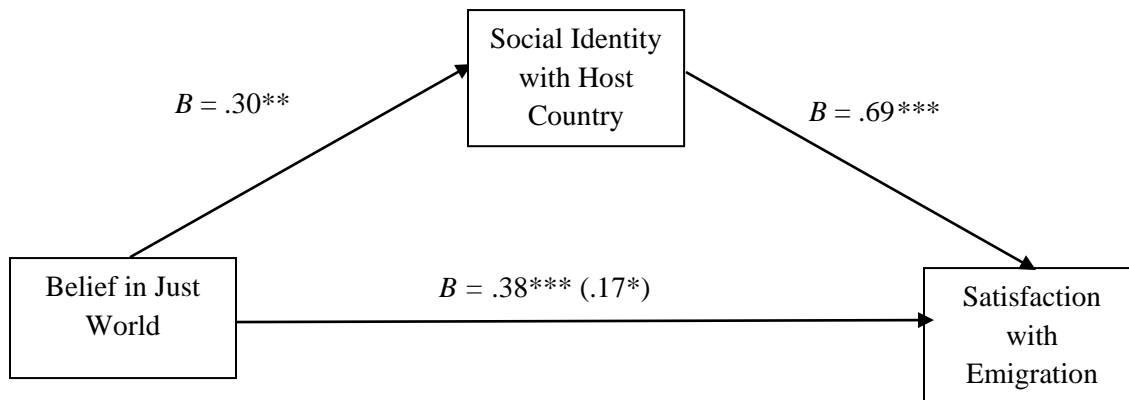 Social Identity
with Host
Country
B = .30**
B = .69***
Belief in Just
World
B = .38*** (.17*)
Satisfaction
with
Emigration